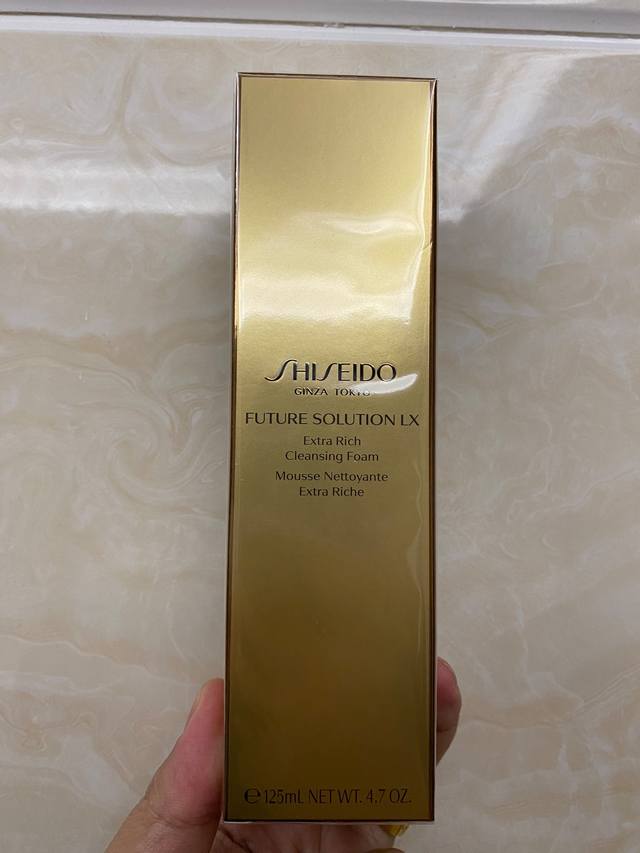 SHISEIDO
GINZA TOKYO
FUTURE SOLUTION LX
Extra Rich
Cleansing Foam
Mousse Nettoyante
Extra Riche
℮125mL NET WT. 4.7 OZ.